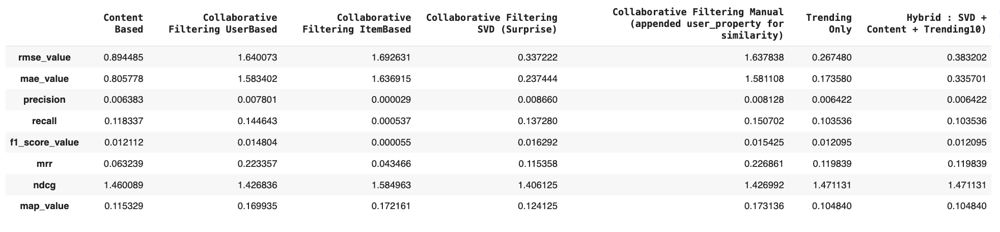 Content Based Collaborative Filtering UserBased Collaborative Filtering ItemBased Collaborative Filtering SVD (Surprise) Collaborative Filtering Manual (appended user_property for similarity) Trending Only Hybrid : SVD + Content + Trending10)
rmse_value 0.894485 1.640073 1.692631 0.337222 1.637838 0.267480 0.383202
mae_value 0.805778 1.583402 1.636915 0.237444 1.581108 0.173580 0.335701
precision 0.006383 0.007801 0.000029 0.008660 0.008128 0.006422 0.006422
recall 0.118337 0.144643 0.000537 0.137280 0.150702 0.103536 0.103536
f1_score_value 0.012112 0.014804 0.000055 0.016292 0.015425 0.012095 0.012095
mrr 0.063239 0.223357 0.043466 0.115358 0.226861 0.119839 0.119839
ndcg 1.460089 1.426836 1.584963 1.406125 1.426992 1.471131 1.471131
map_value 0.115329 0.169935 0.172161 0.124125 0.173136 0.104840 0.104840